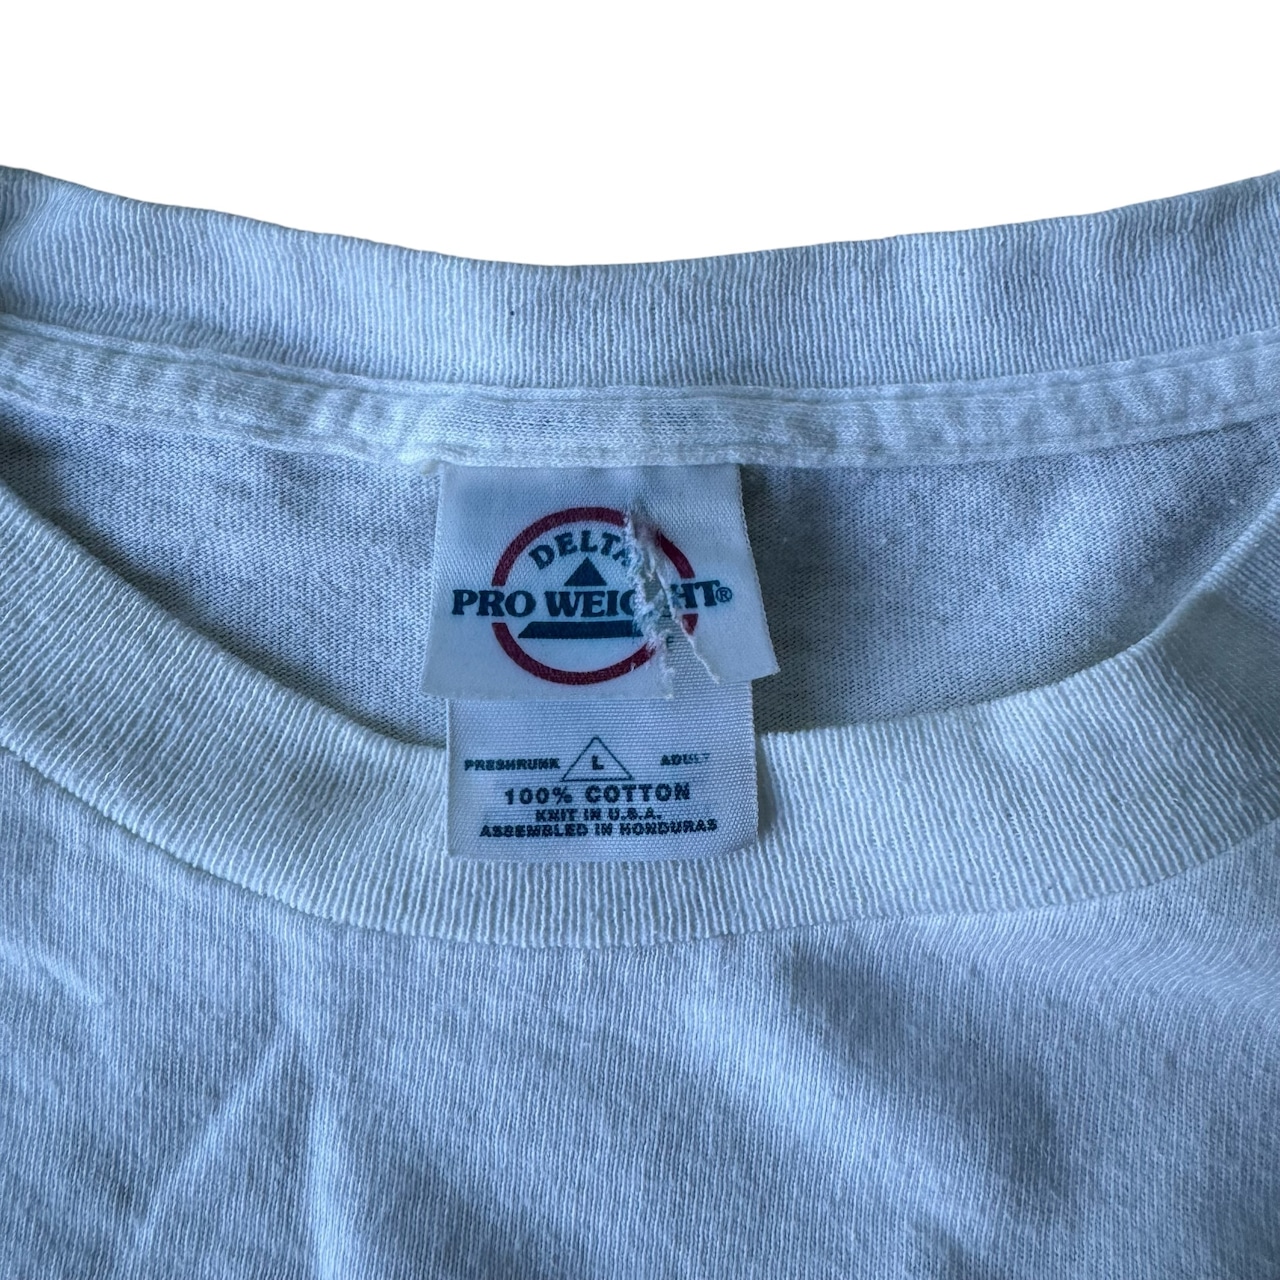 DELTA
PRO WEIGHT®
PRESHRUNK L ADULT
100% COTTON
KNIT IN U.S.A.
ASSEMBLED IN HONDURAS